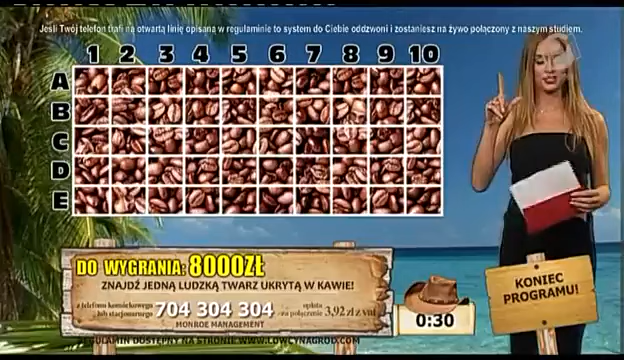 Jeśli Twój telefon trafi na otwartą linię opisaną w regulaminie to system do Ciebie oddzwoni i zostaniesz na żywo połączony z naszym studiem.
1 2 3 4 5 6 7 8 9 10
A
B
C
D
E
DO WYGRANIA: 8000ZŁ
ZNAJDŹ JEDNĄ LUDZKĄ TWARZ UKRYTĄ W KAWIE!
z telefonu komórkowego lub stacjonarnego
704 304 304
opłata za połączenie 3,92 zł z vat
MONROE MANAGEMENT
0:30
KONIEC PROGRAMU!
REGULAMIN DOSTĘPNY NA STRONIE WWW.LOWCYNAGROD.COM